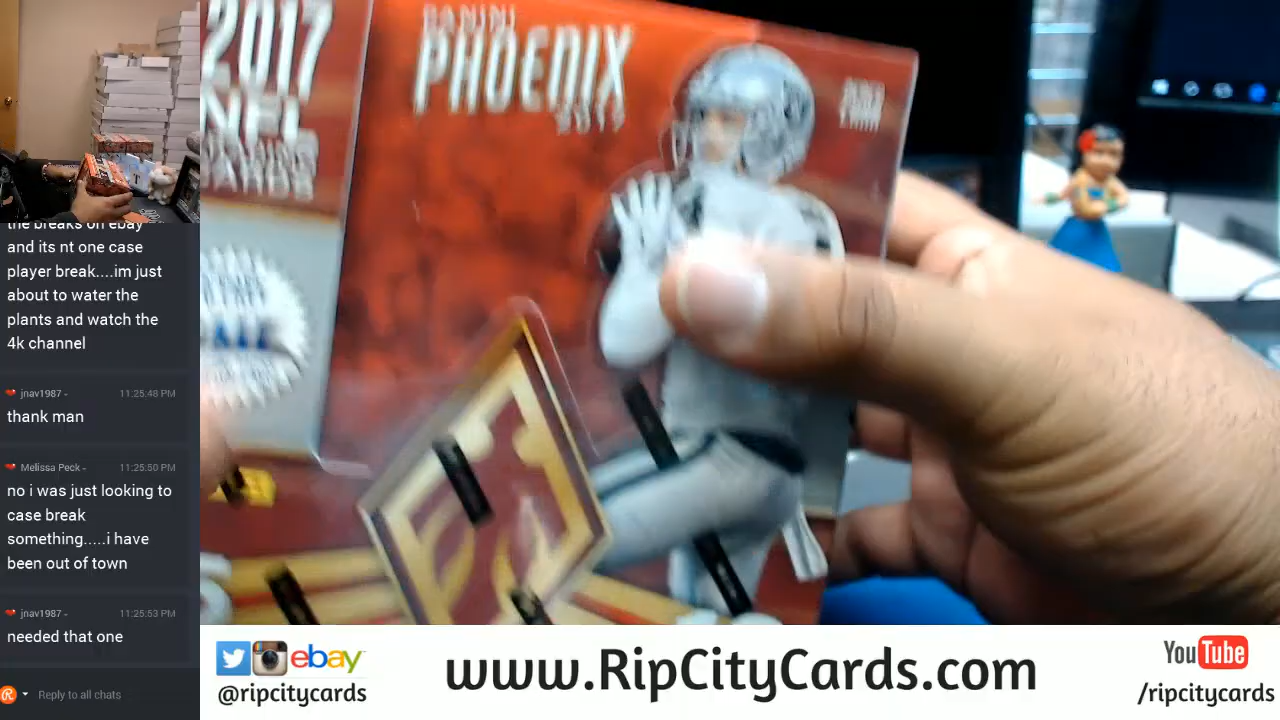 the breaks on ebay
and its nt one case
player break....im just
about to water the
plants and watch the
4k channel
jnav1987
11:25:48 PM
thank man
Melissa Peck
11:25:50 PM
no i was just looking to
case break
something.....i have
been out of town
jnav1987
11:25:53 PM
needed that one
Reply to all chats
2017
NFL
PANINI
PHOENIX
2017
ebay
@ripcitycards
www.RipCityCards.com
YouTube
/ripcitycards